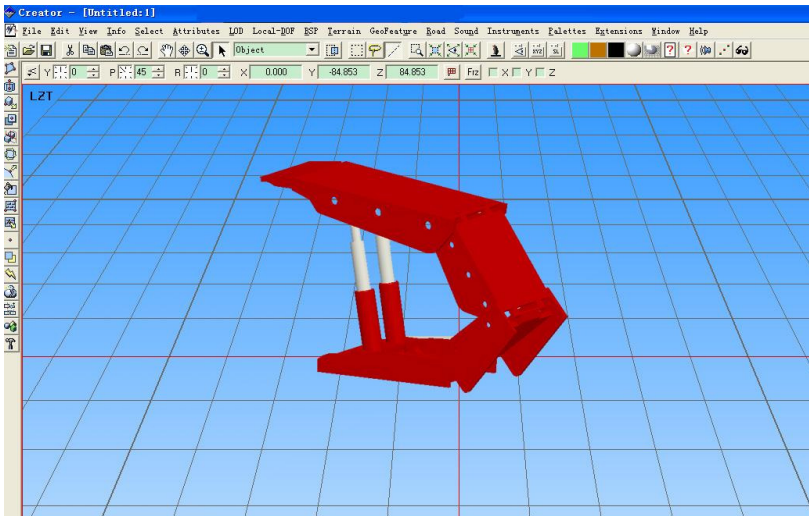 Creator - [Untitled:1]
File Edit View Info Select Attributes LOD Local-DOF BSP Terrain GeoFeature Road Sound Instruments Palettes Extensions Window Help
Object
Y 0 P 45 R 0 X 0.000 Y -84.853 Z 84.853 Frz X Y Z
LZT